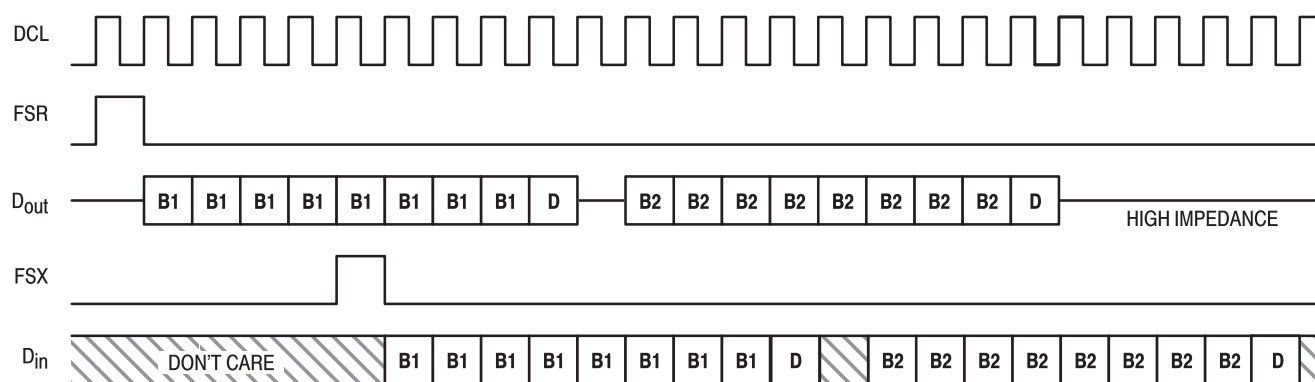 DCL
FSR
Dout B1 B1 B1 B1 B1 B1 B1 B1 D B2 B2 B2 B2 B2 B2 B2 B2 D
HIGH IMPEDANCE
FSX
Din DON'T CARE B1 B1 B1 B1 B1 B1 B1 B1 D B2 B2 B2 B2 B2 B2 B2 B2 D